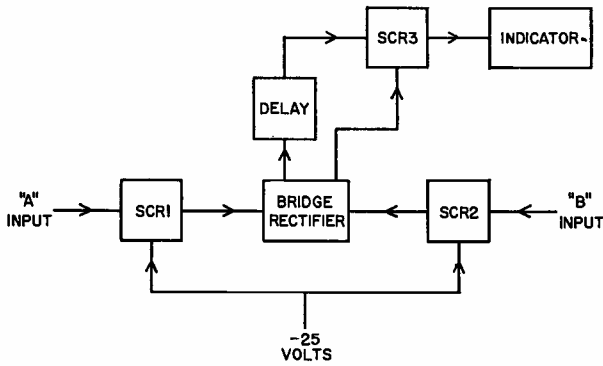 SCR3
INDICATOR
DELAY
"A"
INPUT
SCR1
BRIDGE
RECTIFIER
SCR2
"B"
INPUT
-25
VOLTS